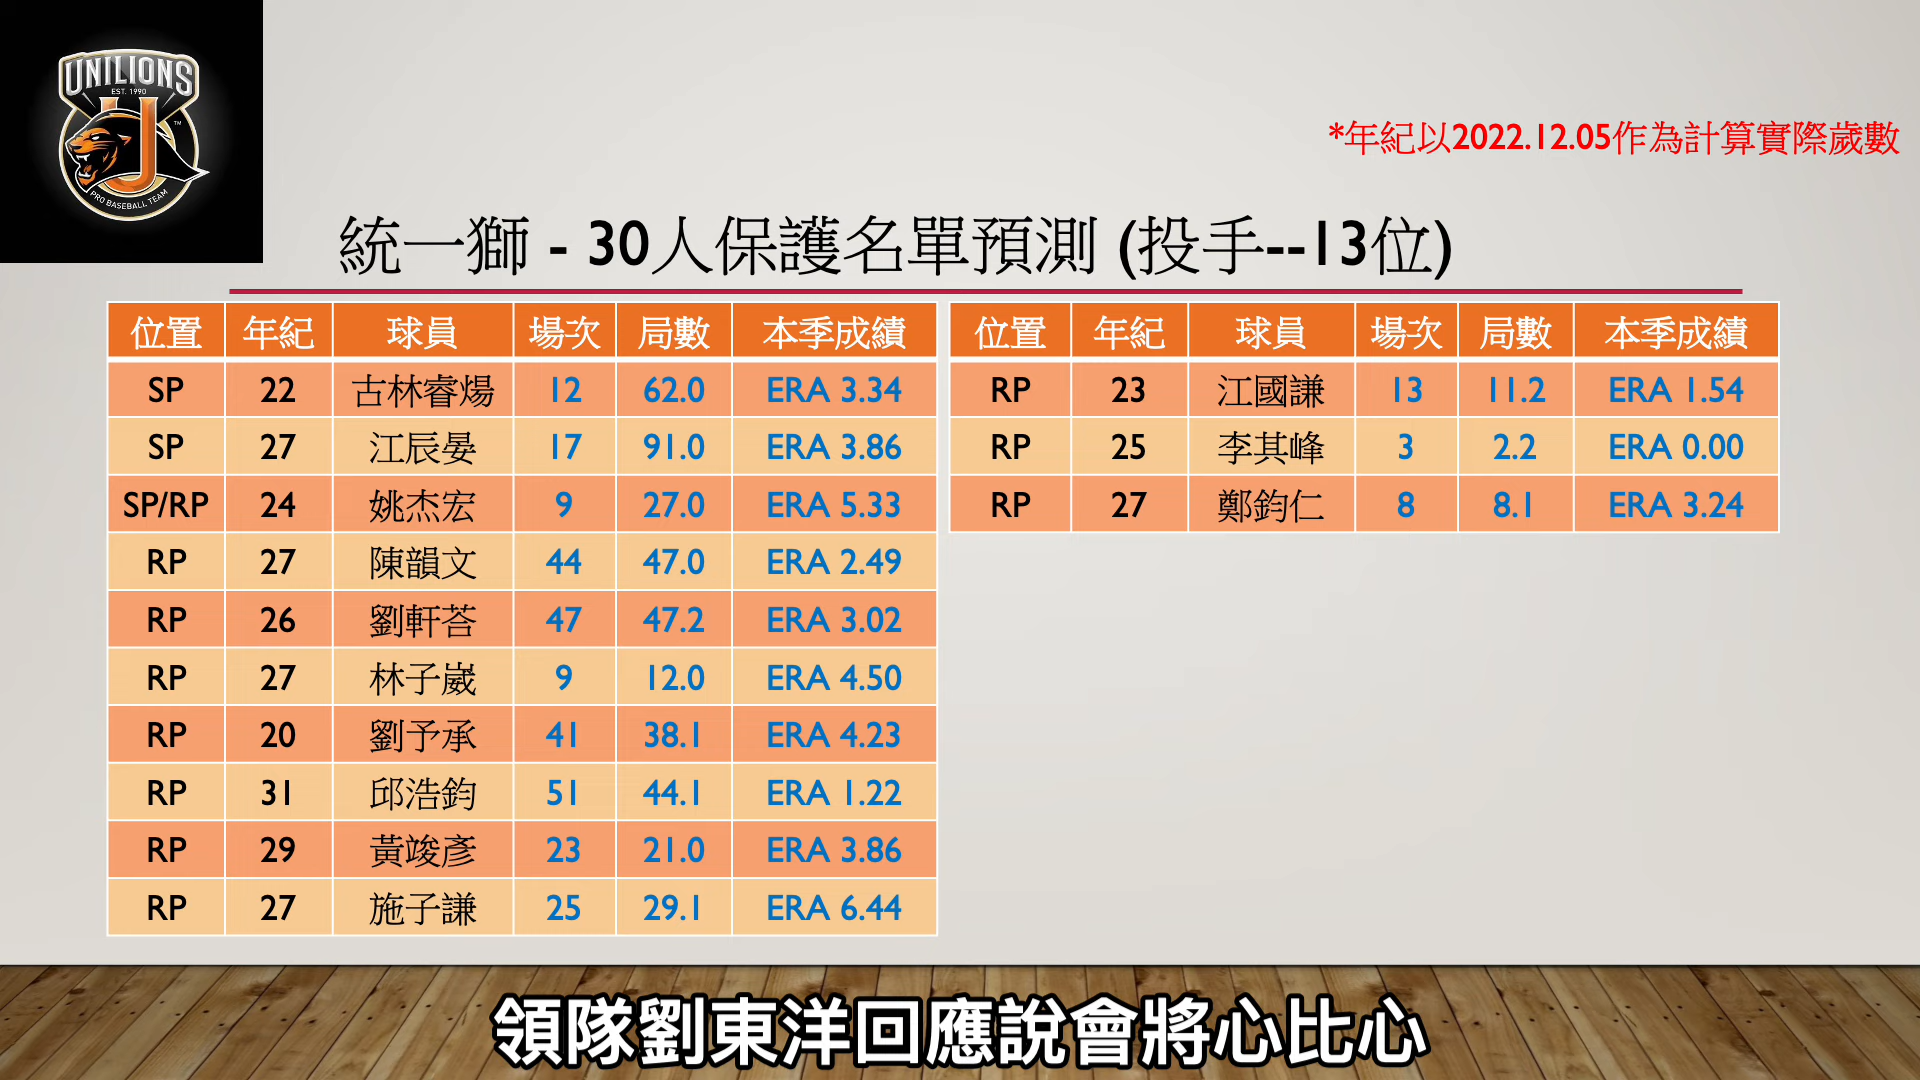 UNILIONS
EST. 1990
U
TM
PRO BASEBALL TEAM
*年紀以2022.12.05作為計算實際歲數
統一獅 - 30人保護名單預測 (投手--13位)
位置 年紀 球員 場次 局數 本季成績
SP 22 古林睿煬 12 62.0 ERA 3.34
SP 27 江辰晏 17 91.0 ERA 3.86
SP/RP 24 姚杰宏 9 27.0 ERA 5.33
RP 27 陳韻文 44 47.0 ERA 2.49
RP 26 劉軒荅 47 47.2 ERA 3.02
RP 27 林子崴 9 12.0 ERA 4.50
RP 20 劉予承 41 38.1 ERA 4.23
RP 31 邱浩鈞 51 44.1 ERA 1.22
RP 29 黃竣彥 23 21.0 ERA 3.86
RP 27 施子謙 25 29.1 ERA 6.44
位置 年紀 球員 場次 局數 本季成績
RP 23 江國謙 13 11.2 ERA 1.54
RP 25 李其峰 3 2.2 ERA 0.00
RP 27 鄭鈞仁 8 8.1 ERA 3.24
領隊劉東洋回應說會將心比心